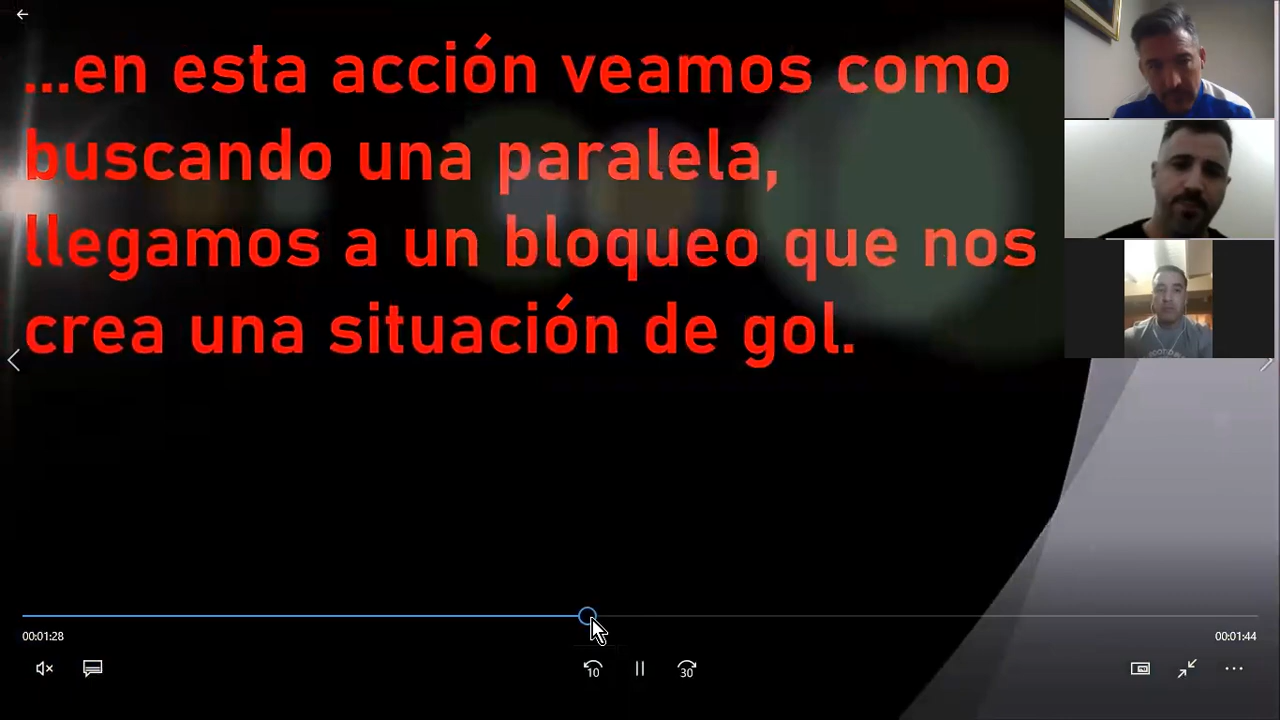 ...en esta acción veamos como
buscando una paralela,
llegamos a un bloqueo que nos
crea una situación de gol.
00:01:28
00:01:44
10
30